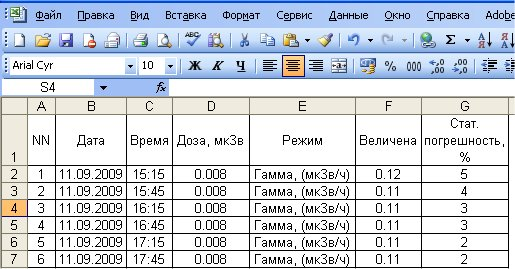 Файл Правка Вид Вставка Формат Сервис Данные Окно Справка Adobe
Arial Cyr 10 Ж К Ч % 000
S4 fx
A B C D E F G
1 NN Дата Время Доза, мкЗв Режим Величена Стат.
погрешность,
%
2 1 11.09.2009 15:15 0.008 Гамма, (мкЗв/ч) 0.12 5
3 2 11.09.2009 15:45 0.008 Гамма, (мкЗв/ч) 0.11 4
4 3 11.09.2009 16:15 0.008 Гамма, (мкЗв/ч) 0.11 3
5 4 11.09.2009 16:45 0.008 Гамма, (мкЗв/ч) 0.11 3
6 5 11.09.2009 17:15 0.008 Гамма, (мкЗв/ч) 0.11 2
7 6 11.09.2009 17:45 0.008 Гамма, (мкЗв/ч) 0.11 2